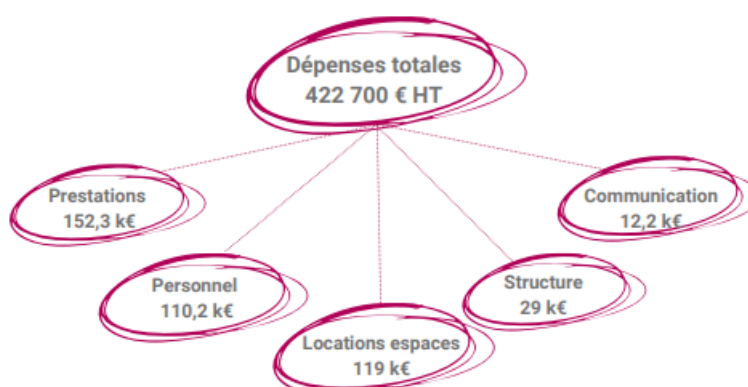 Dépenses totales
422 700 € HT
Prestations
152,3 k€
Communication
12,2 k€
Personnel
110,2 k€
Structure
29 k€
Locations espaces
119 k€